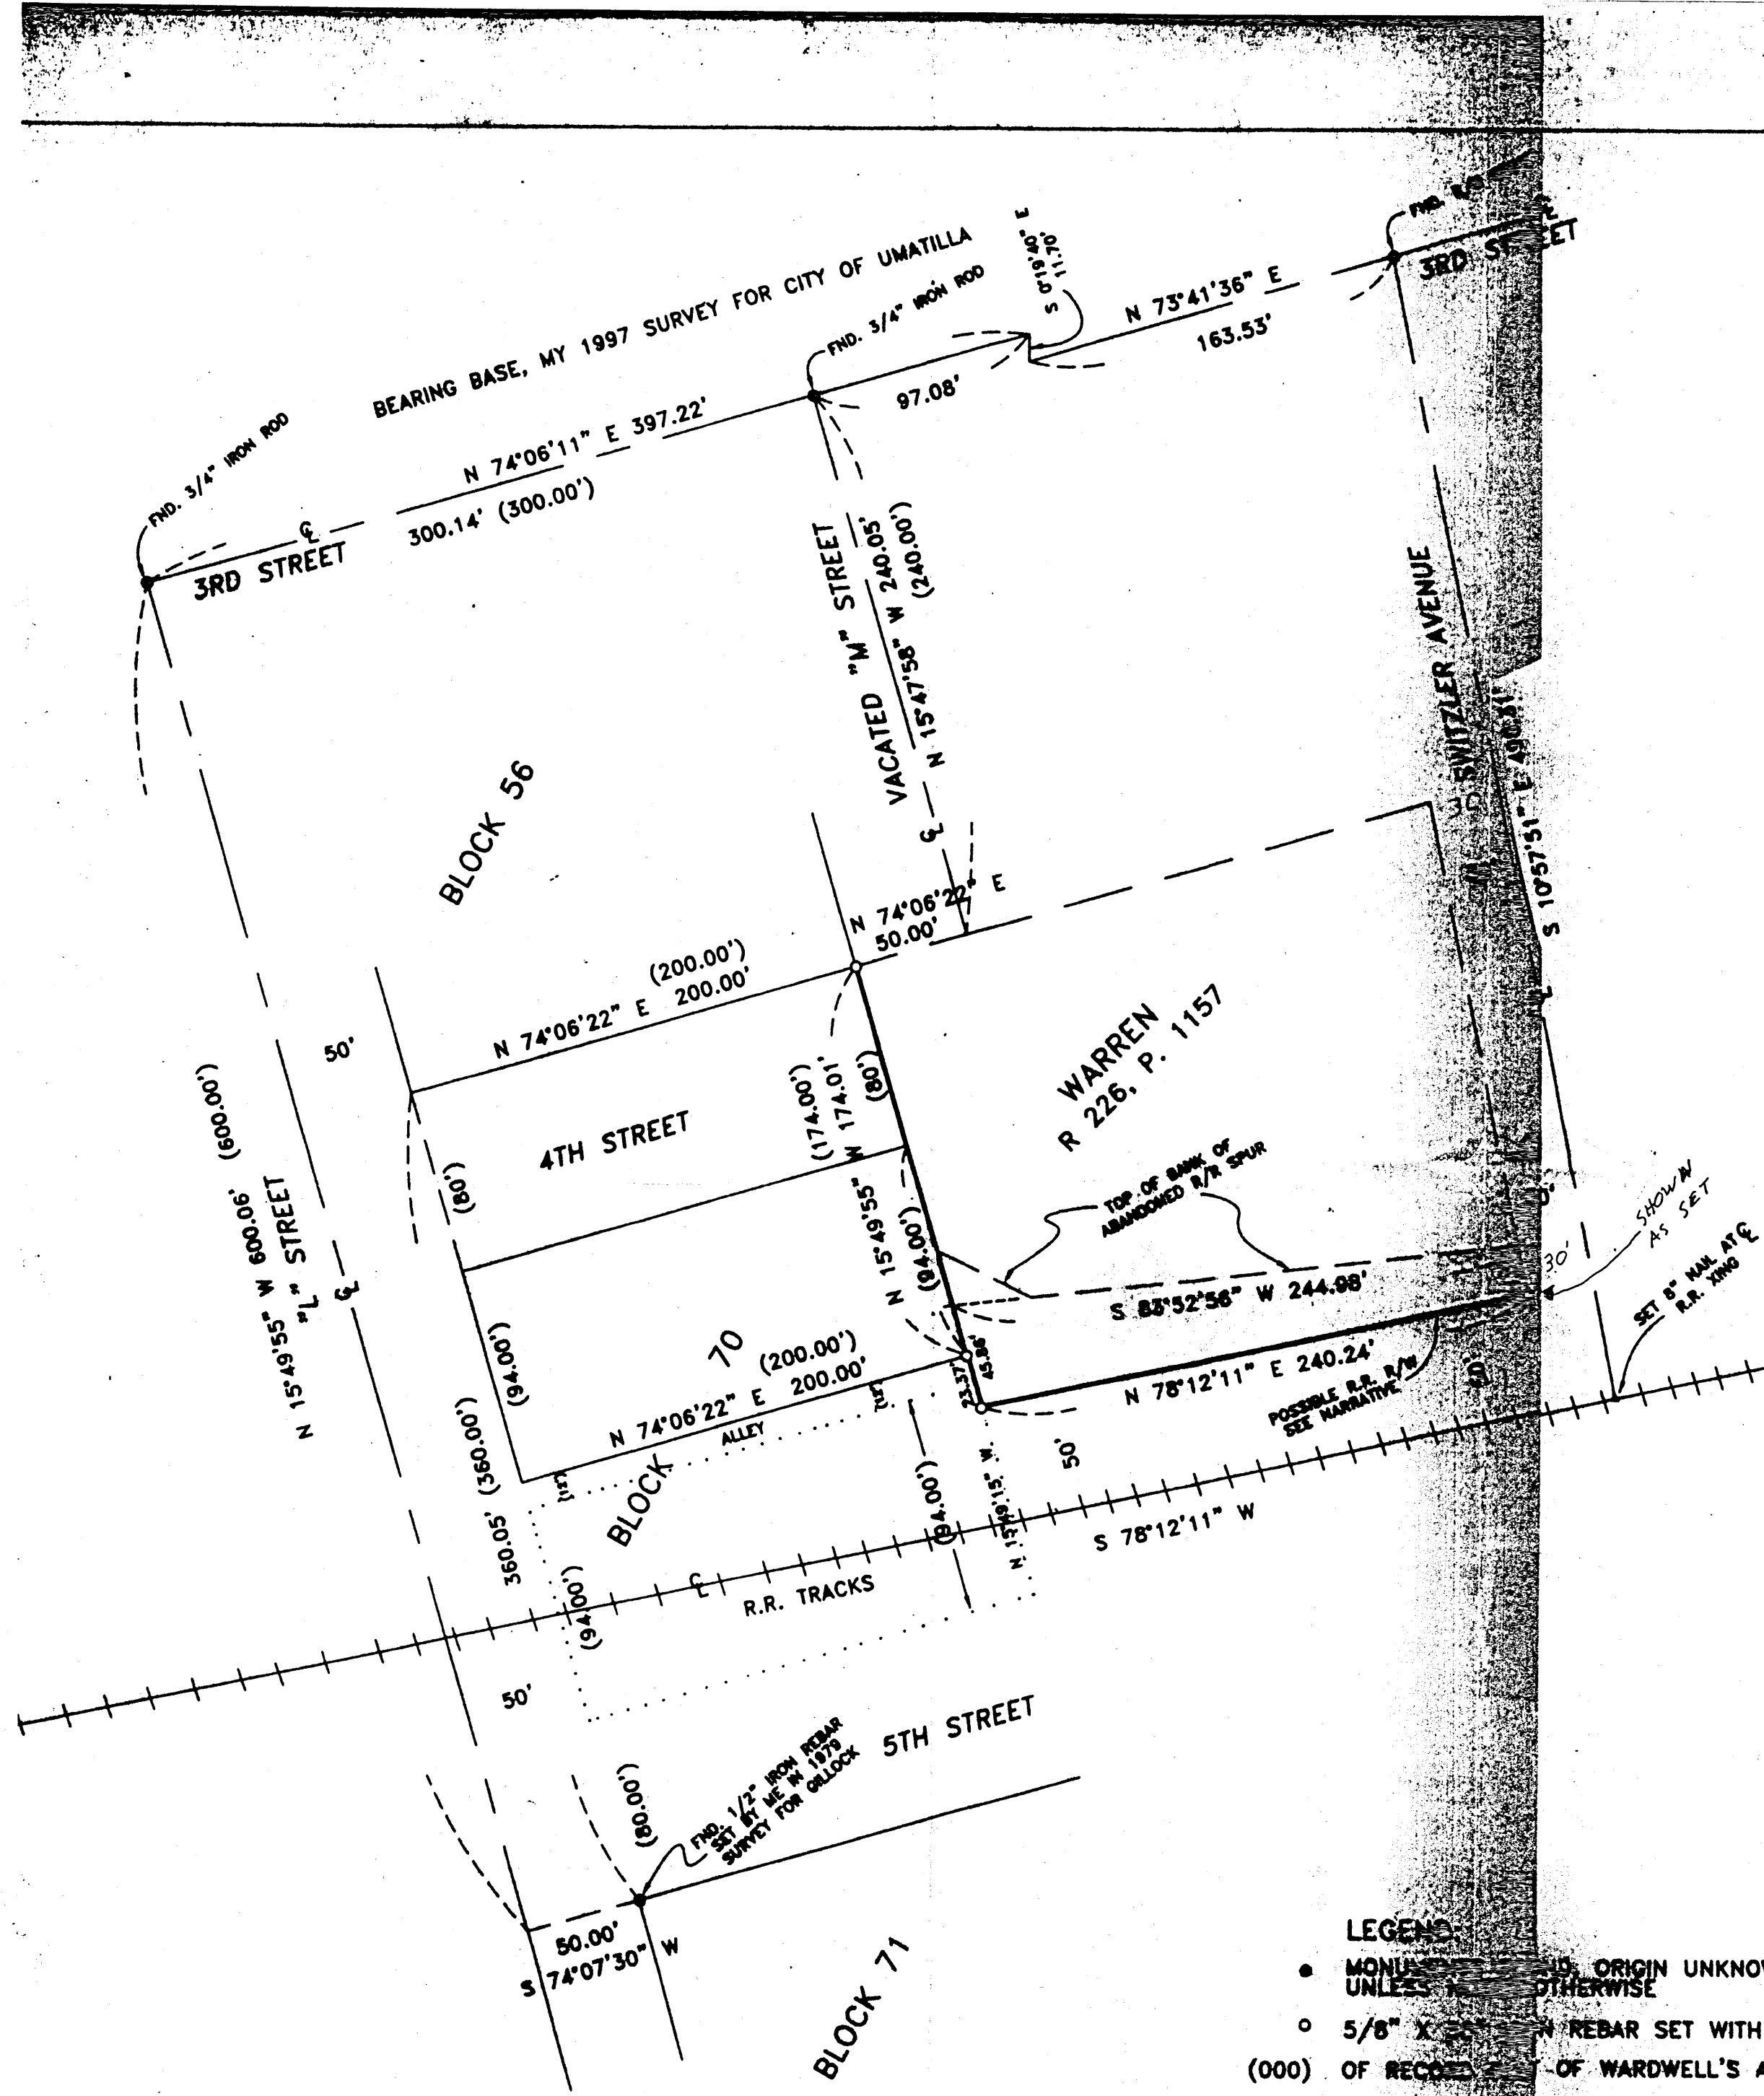 BEARING BASE, MY 1997 SURVEY FOR CITY OF UMATILLA
FND. 3/4" IRON ROD
N 74°06'11" E 397.22'
300.14' (300.00')
℄
3RD STREET
FND. 3/4" IRON ROD
97.08'
S 0°19'40" E
11.70'
N 73°41'36" E
163.53'
FND.
3RD STREET
VACATED "M" STREET
N 15°47'58" W 240.05'
(240.00')
℄
SWITZLER AVENUE
S 10°57'51" E
30
BLOCK 56
N 74°06'22" E
50.00'
(200.00')
N 74°06'22" E 200.00'
50'
4TH STREET
(80')
(80')
(174.00')
N 15°49'55" W 174.01'
(94.00')
WARREN
R 226, P. 1157
TOP OF BANK OF
ABANDONED R/R SPUR
S 83°52'56" W 244.98'
N 78°12'11" E 240.24'
POSSIBLE R.R. R/W
SEE NARRATIVE
50'
30'
SHOWN
AS SET
SET 8" NAIL AT ℄
R.R. XING
N 15°49'55" W 600.06' (600.00')
"L" STREET
℄
(94.00')
BLOCK 70
(200.00')
N 74°06'22" E 200.00'
ALLEY
(12')
(12')
23.37'
45.86'
360.05' (360.00')
(94.00')
(94.00')
N 15°49'15" W
50'
S 78°12'11" W
℄
R.R. TRACKS
50'
5TH STREET
(80.00')
FND. 1/2" IRON REBAR
SET BY ME IN 1979
SURVEY FOR GILLOCK
50.00'
S 74°07'30" W
BLOCK 71
LEGEND:
ORIGIN UNKNO
UNLESS OTHERWISE
5/8" X REBAR SET WITH
(000) OF RECORD OF WARDWELL'S